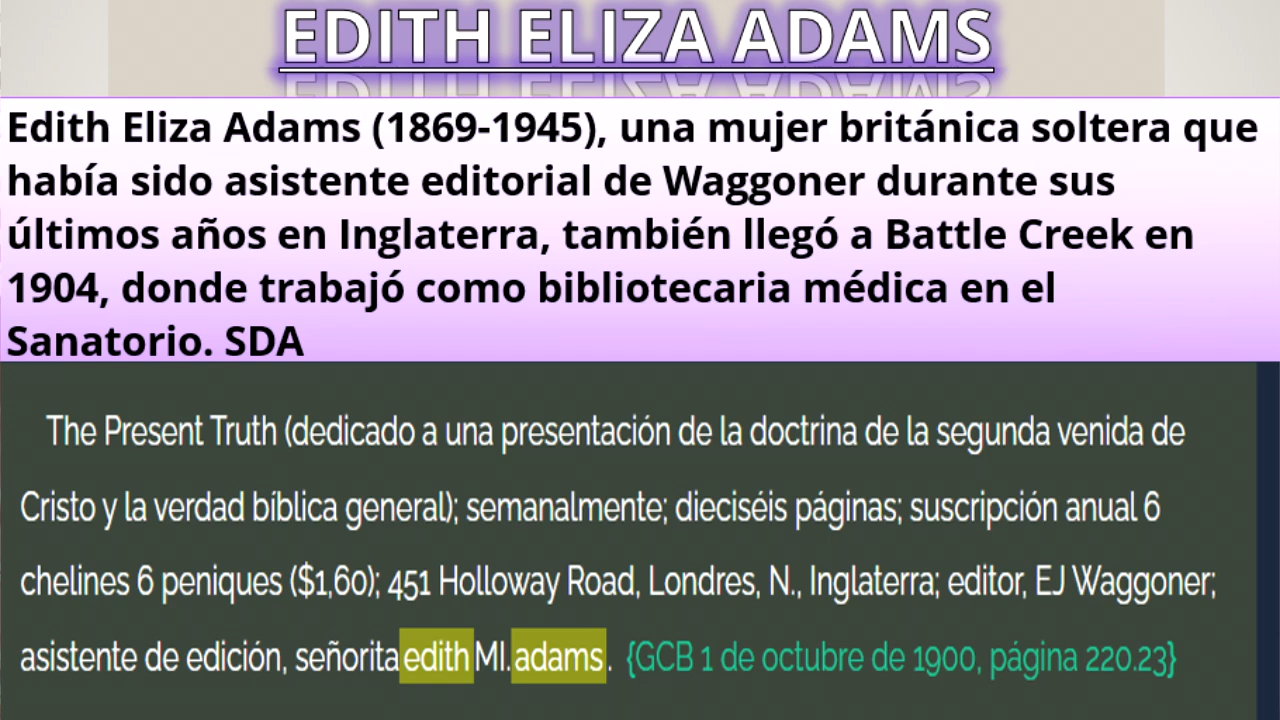 EDITH ELIZA ADAMS
Edith Eliza Adams (1869-1945), una mujer británica soltera que
había sido asistente editorial de Waggoner durante sus
últimos años en Inglaterra, también llegó a Battle Creek en
1904, donde trabajó como bibliotecaria médica en el
Sanatorio. SDA
The Present Truth (dedicado a una presentación de la doctrina de la segunda venida de
Cristo y la verdad bíblica general); semanalmente; dieciséis páginas; suscripción anual 6
chelines 6 peniques ($1,60); 451 Holloway Road, Londres, N., Inglaterra; editor, EJ Waggoner;
asistente de edición, señorita edith MI. adams. {GCB 1 de octubre de 1900, página 220.23}